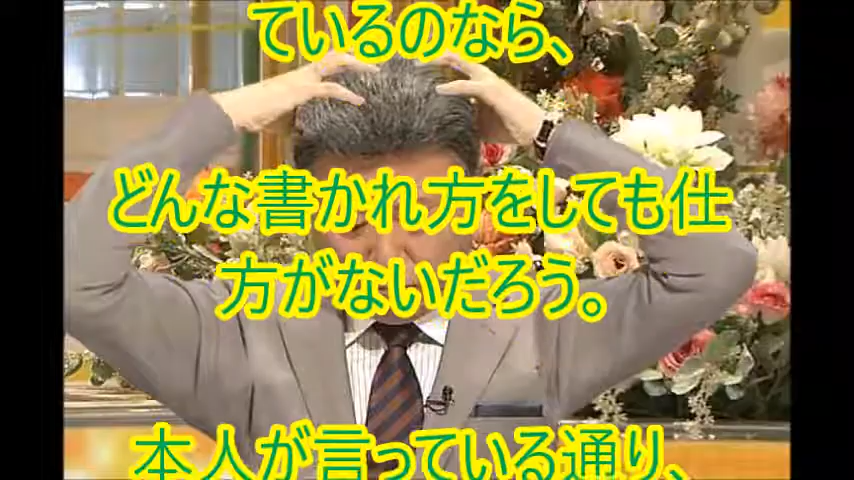 ているのなら、
どんな書かれ方をしても仕
方がないだろう。
本人が言っている通り、